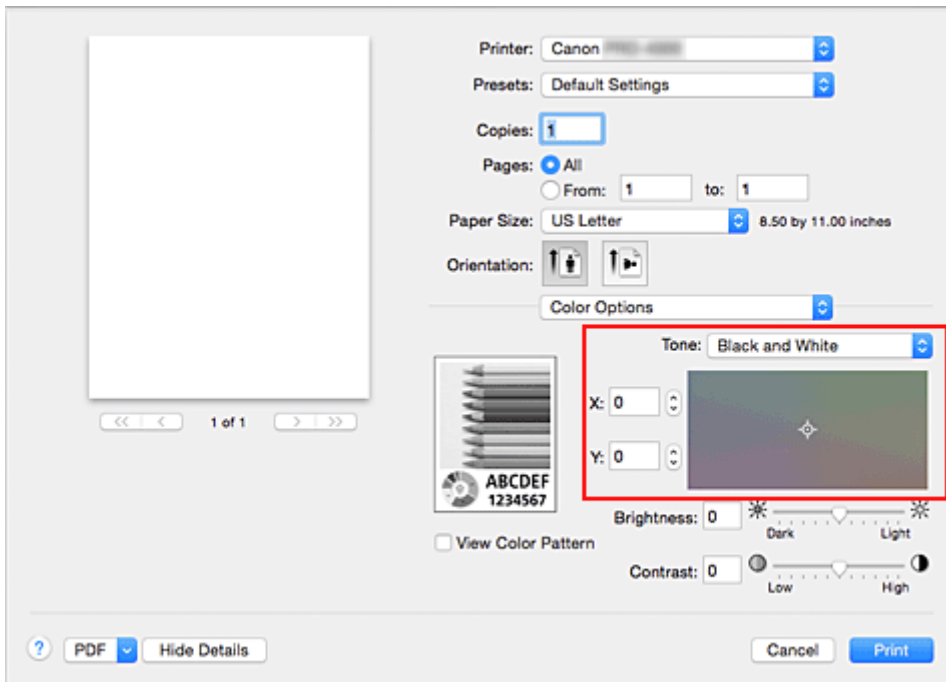 Printer: Canon
Presets: Default Settings
Copies: 1
Pages: All
From: 1 to: 1
Paper Size: US Letter 8.50 by 11.00 inches
Orientation:
Color Options
Tone: Black and White
X: 0
Y: 0
<< < 1 of 1 > >>
ABCDEF
1234567
View Color Pattern
Brightness: 0
Dark Light
Contrast: 0
Low High
? PDF Hide Details Cancel Print